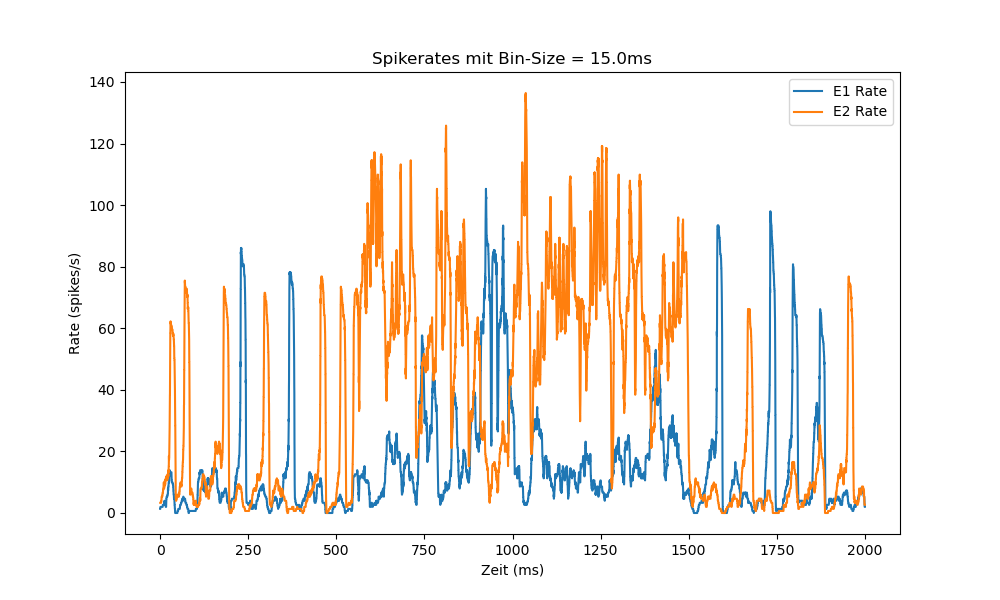 Spikerates mit Bin-Size = 15.0ms
E1 Rate
E2 Rate
Rate (spikes/s)
140
120
100
80
60
40
20
0
0 250 500 750 1000 1250 1500 1750 2000
Zeit (ms)